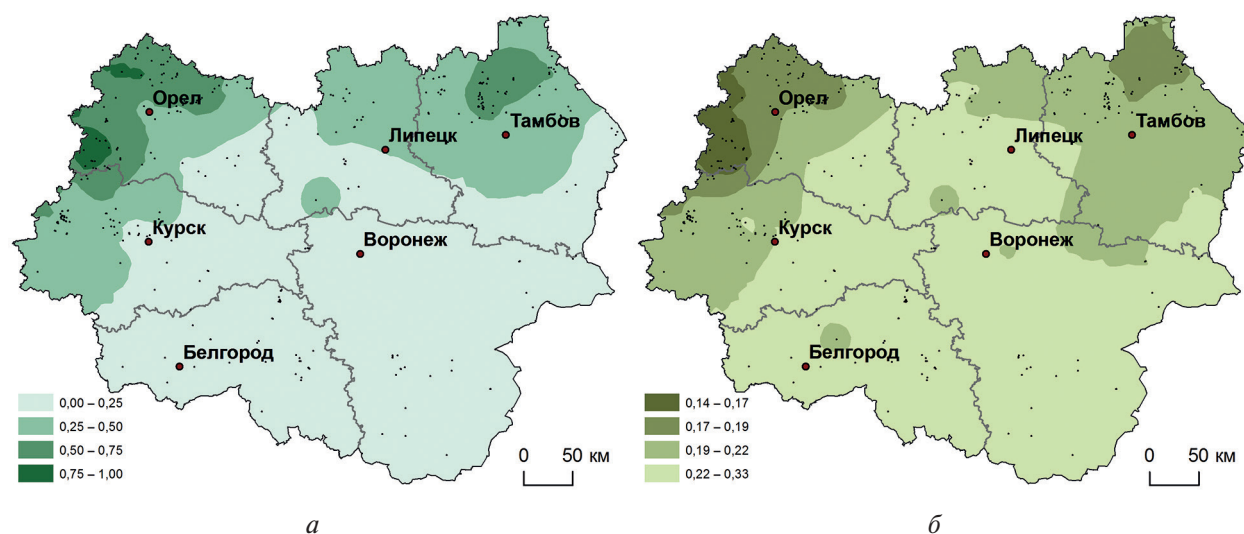 Орел
Липецк
Тамбов
Курск
Воронеж
Белгород
0,00 – 0,25
0,25 – 0,50
0,50 – 0,75
0,75 – 1,00
0 50 км
а
Орел
Липецк
Тамбов
Курск
Воронеж
Белгород
0,14 – 0,17
0,17 – 0,19
0,19 – 0,22
0,22 – 0,33
0 50 км
б